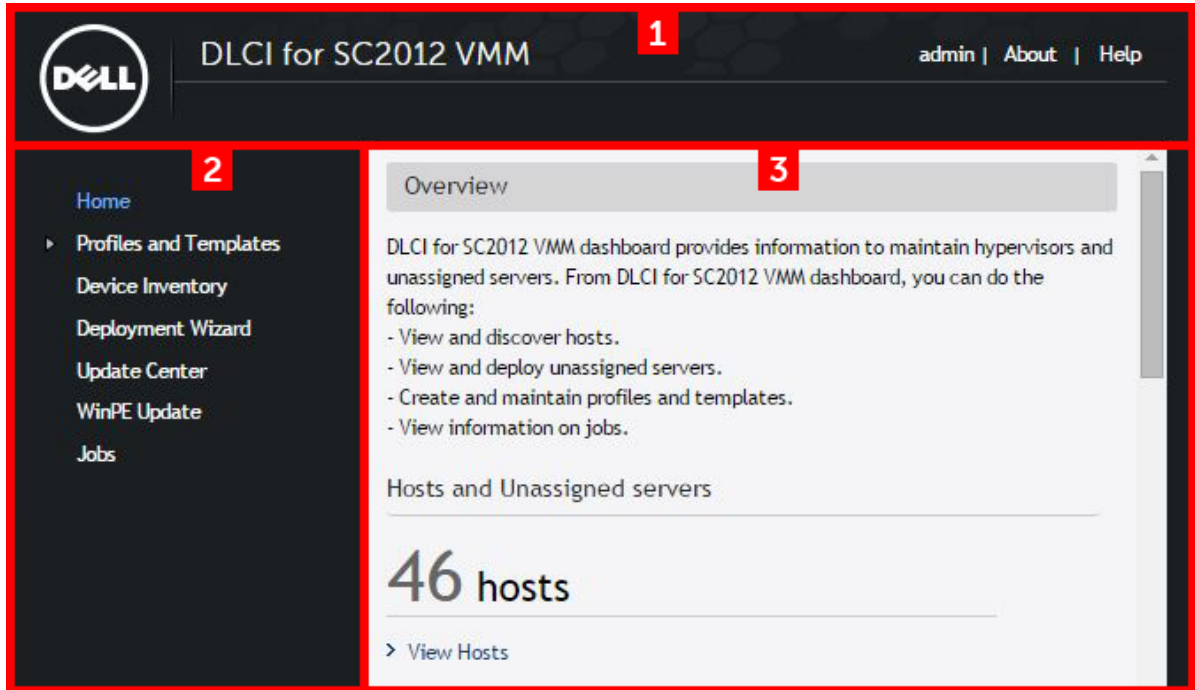 1
DELL
DLCI for SC2012 VMM
admin | About | Help
2
Home
Profiles and Templates
Device Inventory
Deployment Wizard
Update Center
WinPE Update
Jobs
3
Overview
DLCI for SC2012 VMM dashboard provides information to maintain hypervisors and
unassigned servers. From DLCI for SC2012 VMM dashboard, you can do the
following:
- View and discover hosts.
- View and deploy unassigned servers.
- Create and maintain profiles and templates.
- View information on jobs.
Hosts and Unassigned servers
46 hosts
> View Hosts